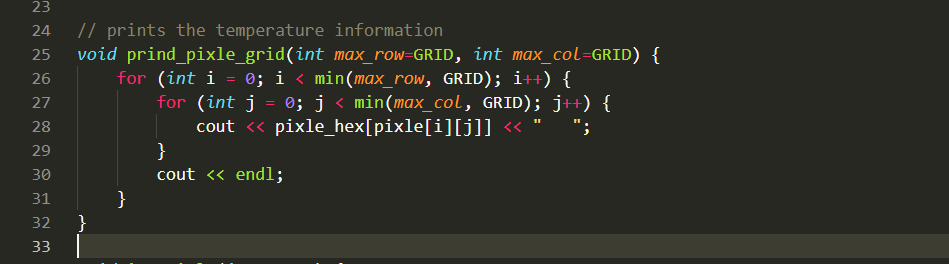 23
24 // prints the temperature information
25 void prind_pixle_grid(int max_row=GRID, int max_col=GRID) {
26 for (int i = 0; i < min(max_row, GRID); i++) {
27 for (int j = 0; j < min(max_col, GRID); j++) {
28 cout << pixle_hex[pixle[i][j]] << "   ";
29 }
30 cout << endl;
31 }
32 }
33